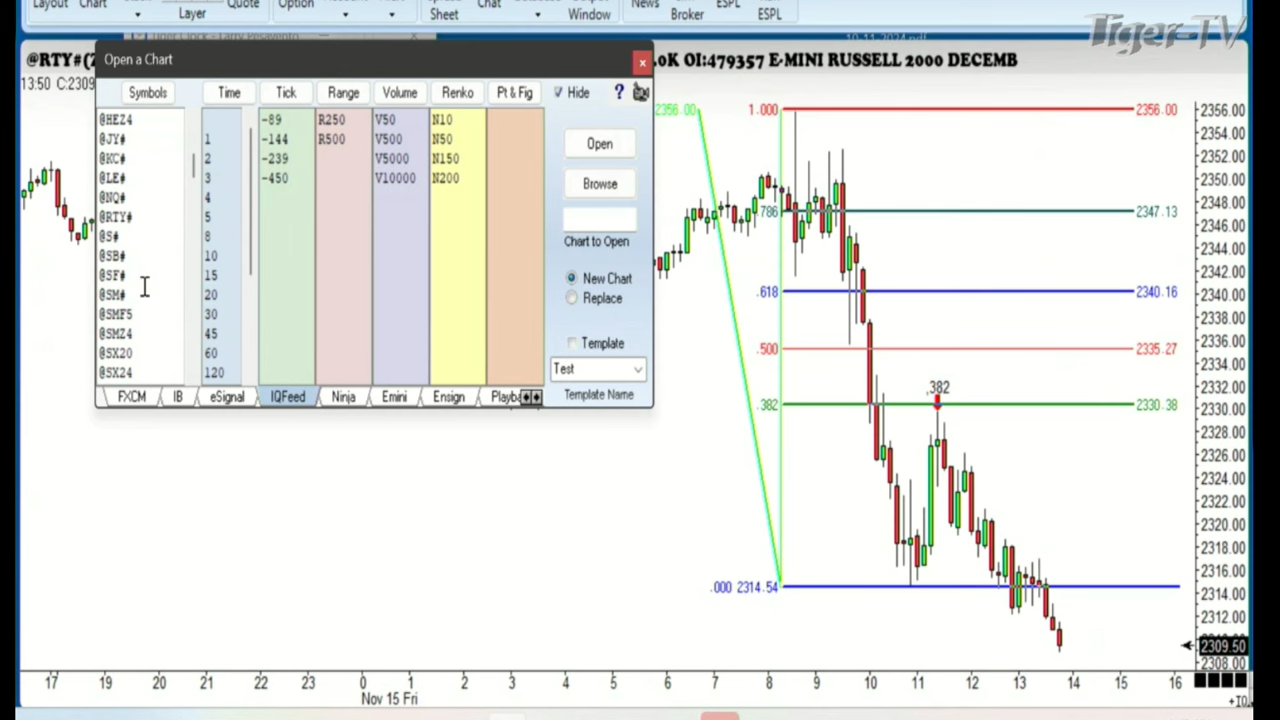 Layout Chart Layer Quote Option Sheet Chat Output Window News Broker ESPL ESPL
Tiger-TV
@RTY#(
.0K OI:479357 E-MINI RUSSELL 2000 DECEMB
13:50 C:2309
Open a Chart
Symbols Time Tick Range Volume Renko Pt & Fig Hide ?
@HEZ4 -89 R250 V50 N10
@JY# 1 -144 R500 V500 N50
@KC# 2 -239 V5000 N150
@LE# 3 -450 V10000 N200
@NQ# 4
@RTY# 5
@S# 8
@SB# 10
@SF# 15
@SM# 20
@SMF5 30
@SMZ4 45
@SX20 60
@SX24 120
Open
Browse
Chart to Open
New Chart
Replace
Template
Test
Template Name
FXCM IB eSignal IQFeed Ninja Emini Ensign Playba
2356.00 1.000 2356.00
.786 2347.13
.618 2340.16
.500 2335.27
.382
.382 2330.38
.000 2314.54
2356.00
2354.00
2352.00
2350.00
2348.00
2346.00
2344.00
2342.00
2340.00
2338.00
2336.00
2334.00
2332.00
2330.00
2328.00
2326.00
2324.00
2322.00
2320.00
2318.00
2316.00
2314.00
2312.00
2309.50
2308.00
17 19 20 21 22 23 0 1 2 3 4 5 6 7 8 9 10 11 12 13 14 15 16
Nov 15 Fri